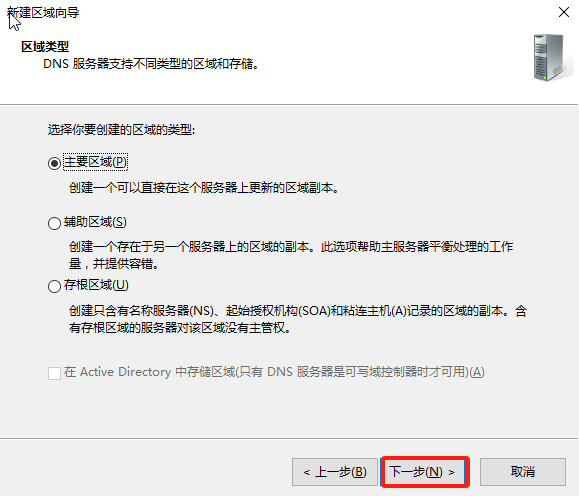 新建区域向导
区域类型
DNS 服务器支持不同类型的区域和存储。
选择你要创建的区域的类型:
主要区域(P)
创建一个可以直接在这个服务器上更新的区域副本。
辅助区域(S)
创建一个存在于另一个服务器上的区域的副本。此选项帮助主服务器平衡处理的工作
量，并提供容错。
存根区域(U)
创建只含有名称服务器(NS)、起始授权机构(SOA)和粘连主机(A)记录的区域的副本。含
有存根区域的服务器对该区域没有主管权。
在 Active Directory 中存储区域(只有 DNS 服务器是可写域控制器时才可用)(A)
< 上一步(B)
下一步(N) >
取消